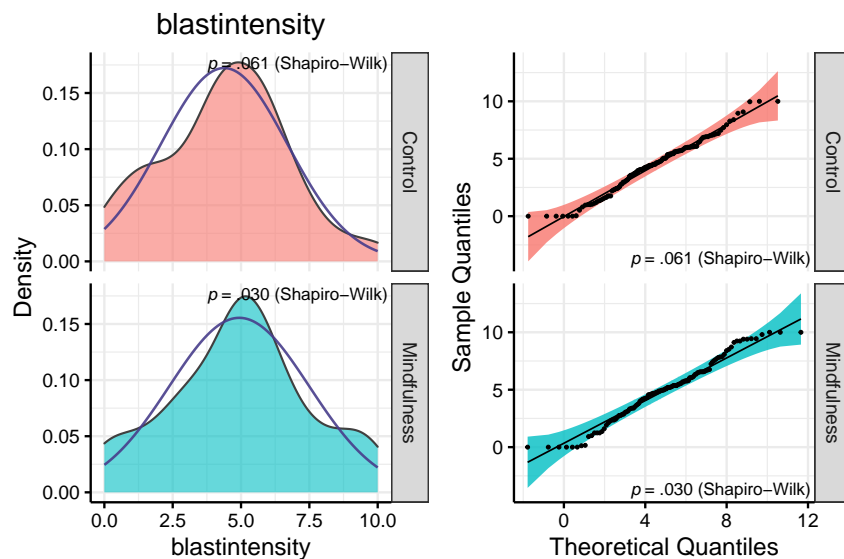 blastintensity
p = .061 (Shapiro−Wilk)
0.15
0.10
0.05
0.00
Control
p = .030 (Shapiro−Wilk)
0.15
0.10
0.05
0.00
Mindfulness
Density
0.0
2.5
5.0
7.5
10.0
blastintensity
10
5
0
p = .061 (Shapiro−Wilk)
Control
10
5
0
p = .030 (Shapiro−Wilk)
Mindfulness
Sample Quantiles
0
4
8
12
Theoretical Quantiles